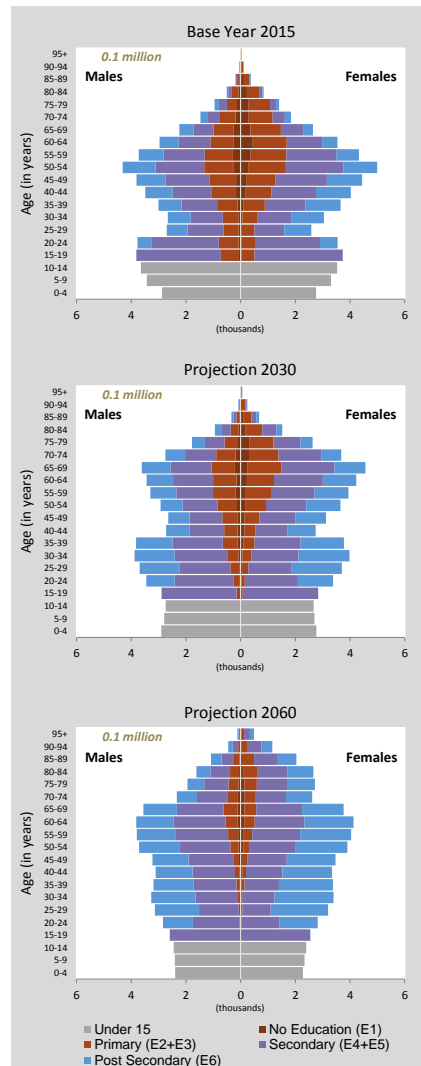 Base Year 2015
0.1 million
Males
Females
Age (in years)
95+
90-94
85-89
80-84
75-79
70-74
65-69
60-64
55-59
50-54
45-49
40-44
35-39
30-34
25-29
20-24
15-19
10-14
5-9
0-4
6 4 2 0 2 4 6
(thousands)
Projection 2030
0.1 million
Males
Females
Age (in years)
95+
90-94
85-89
80-84
75-79
70-74
65-69
60-64
55-59
50-54
45-49
40-44
35-39
30-34
25-29
20-24
15-19
10-14
5-9
0-4
6 4 2 0 2 4 6
(thousands)
Projection 2060
0.1 million
Males
Females
Age (in years)
95+
90-94
85-89
80-84
75-79
70-74
65-69
60-64
55-59
50-54
45-49
40-44
35-39
30-34
25-29
20-24
15-19
10-14
5-9
0-4
6 4 2 0 2 4 6
(thousands)
Under 15 No Education (E1)
Primary (E2+E3) Secondary (E4+E5)
Post Secondary (E6)